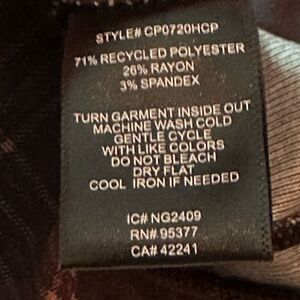 STYLE# CP0720HCP
71% RECYCLED POLYESTER
26% RAYON
3% SPANDEX
TURN GARMENT INSIDE OUT
MACHINE WASH COLD
GENTLE CYCLE
WITH LIKE COLORS
DO NOT BLEACH
DRY FLAT
COOL IRON IF NEEDED
IC# NG2409
RN# 95377
CA# 42241